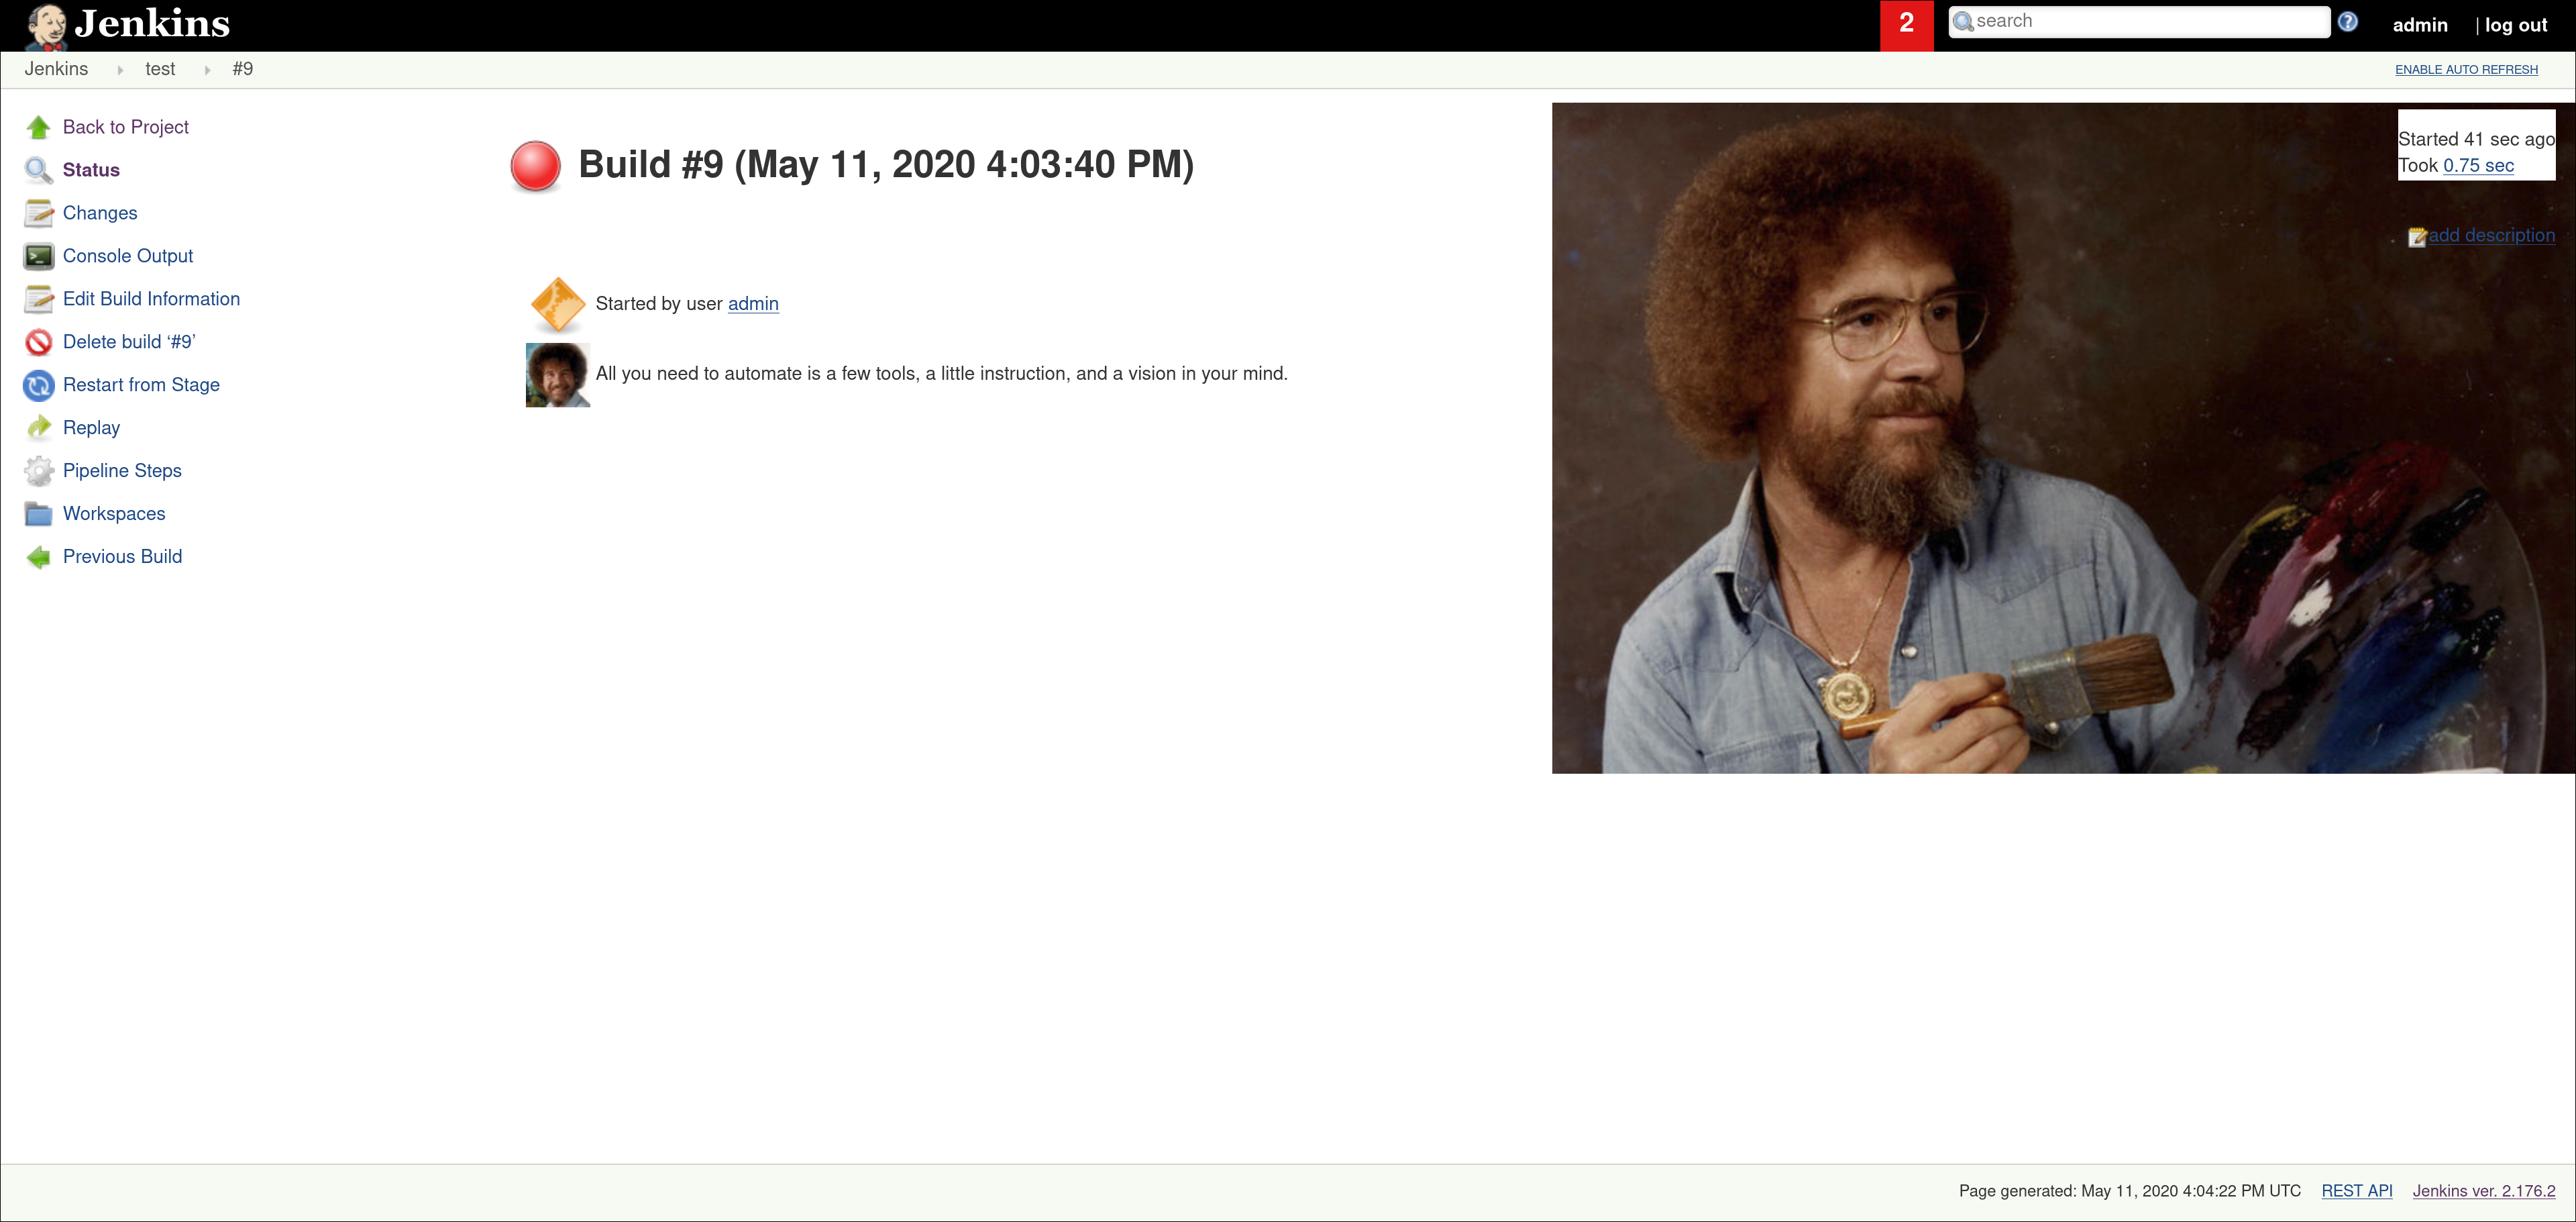 Jenkins
2
search
admin
| log out
Jenkins
test
#9
ENABLE AUTO REFRESH
Back to Project
Status
Changes
Console Output
Edit Build Information
Delete build ‘#9’
Restart from Stage
Replay
Pipeline Steps
Workspaces
Previous Build
Build #9 (May 11, 2020 4:03:40 PM)
Started by user admin
All you need to automate is a few tools, a little instruction, and a vision in your mind.
Started 41 sec ago
Took 0.75 sec
add description
Page generated: May 11, 2020 4:04:22 PM UTC
REST API
Jenkins ver. 2.176.2